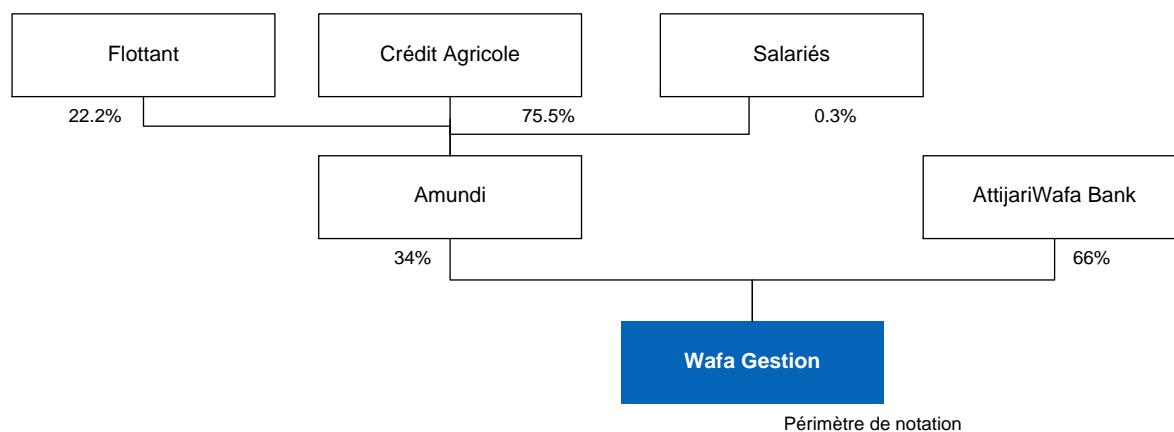 Flottant
Crédit Agricole
Salariés
22.2%
75.5%
0.3%
Amundi
AttijariWafa Bank
34%
66%
Wafa Gestion
Périmètre de notation